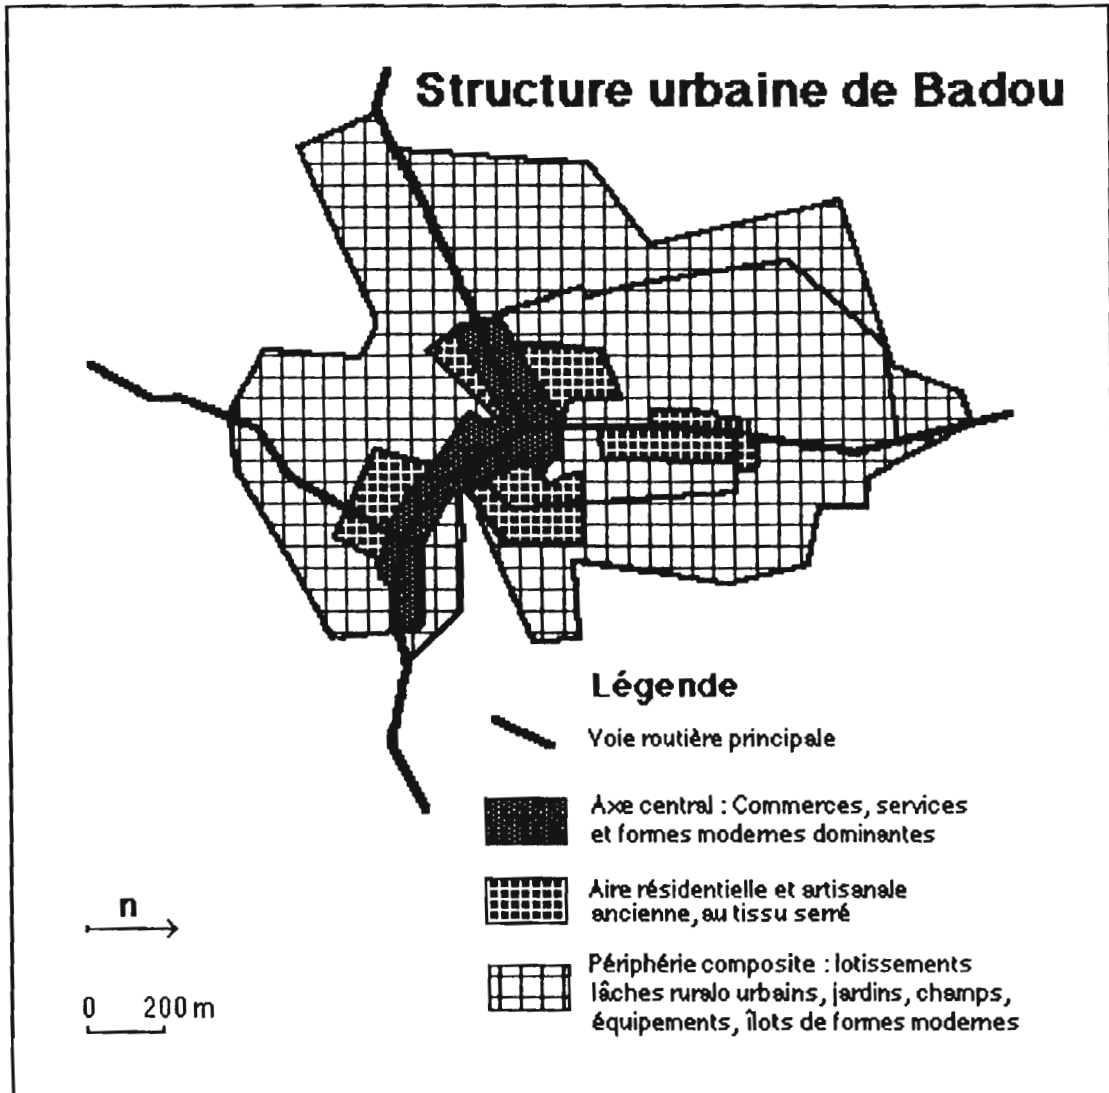 Structure urbaine de Badou
Légende
Voie routière principale
Axe central : Commerces, services
et formes modernes dominantes
Aire résidentielle et artisanale
ancienne, au tissu serré
Périphérie composite : lotissements
lâches ruralo urbains, jardins, champs,
équipements, îlots de formes modernes
n
0 200 m